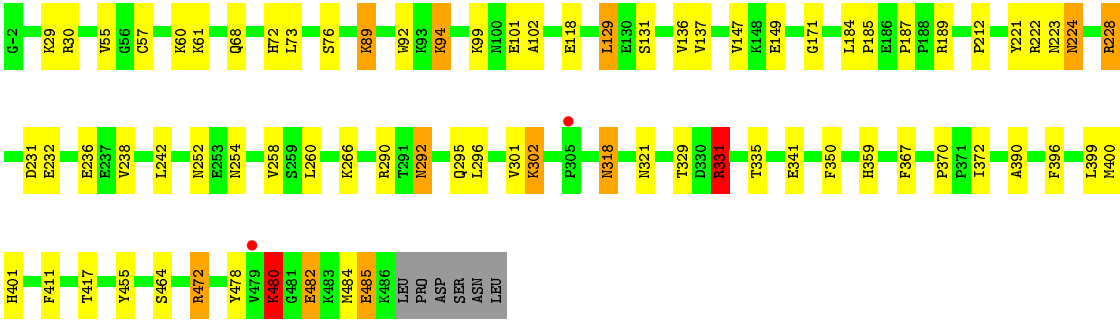 G-2 K29 R30 V55 G56 C57 K60 K61 Q68 H72 L73 S76 K89 W92 K93 K94 K99 N100 E101 A102 E118 L129 E130 S131 V136 V137 V147 K148 E149 G171 L184 P185 E186 P187 P188 R189 P212 Y221 R222 N223 N224 R228
D231 E232 E236 E237 V238 L242 N252 E253 N254 V258 S259 L260 K266 R290 T291 N292 Q295 L296 V301 K302 P305 N318 N321 T329 D330 R331 T335 E341 F350 H359 F367 P370 P371 I372 A390 F396 L399 M400
H401 F411 T417 Y455 S464 R472 Y478 V479 K480 G481 E482 K483 M484 E485 K486 LEU PRO ASP SER ASN LEU